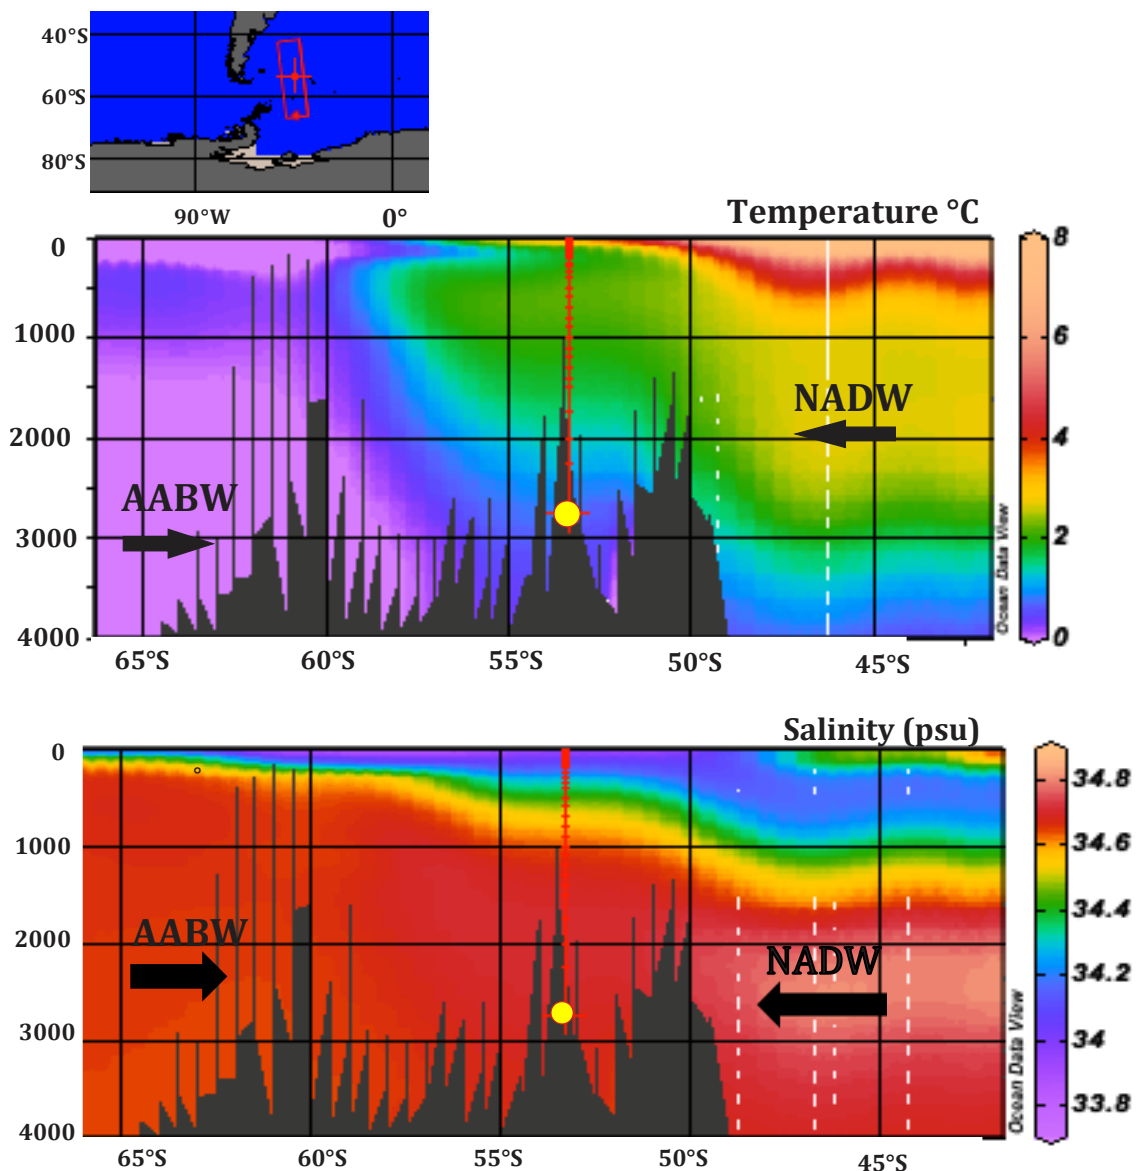 40°S
60°S
80°S
90°W 0°
Temperature °C
0
1000
2000
3000
4000
NADW
AABW
8
6
4
2
0
Ocean Data View
65°S 60°S 55°S 50°S 45°S
Salinity (psu)
0
1000
2000
3000
4000
AABW
NADW
34.8
34.6
34.4
34.2
34
33.8
Ocean Data View
65°S 60°S 55°S 50°S 45°S